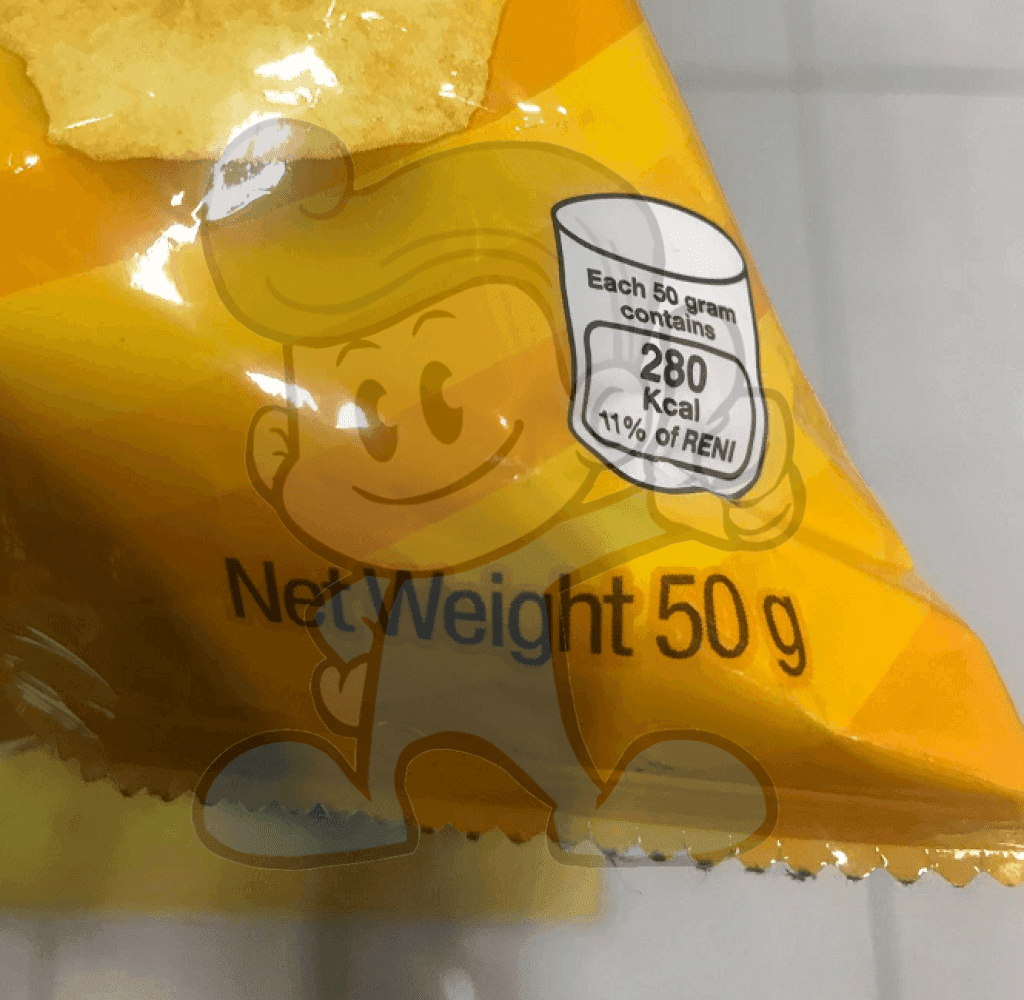 Each 50 gram
contains
280
Kcal
11% of RENI
Net Weight 50 g